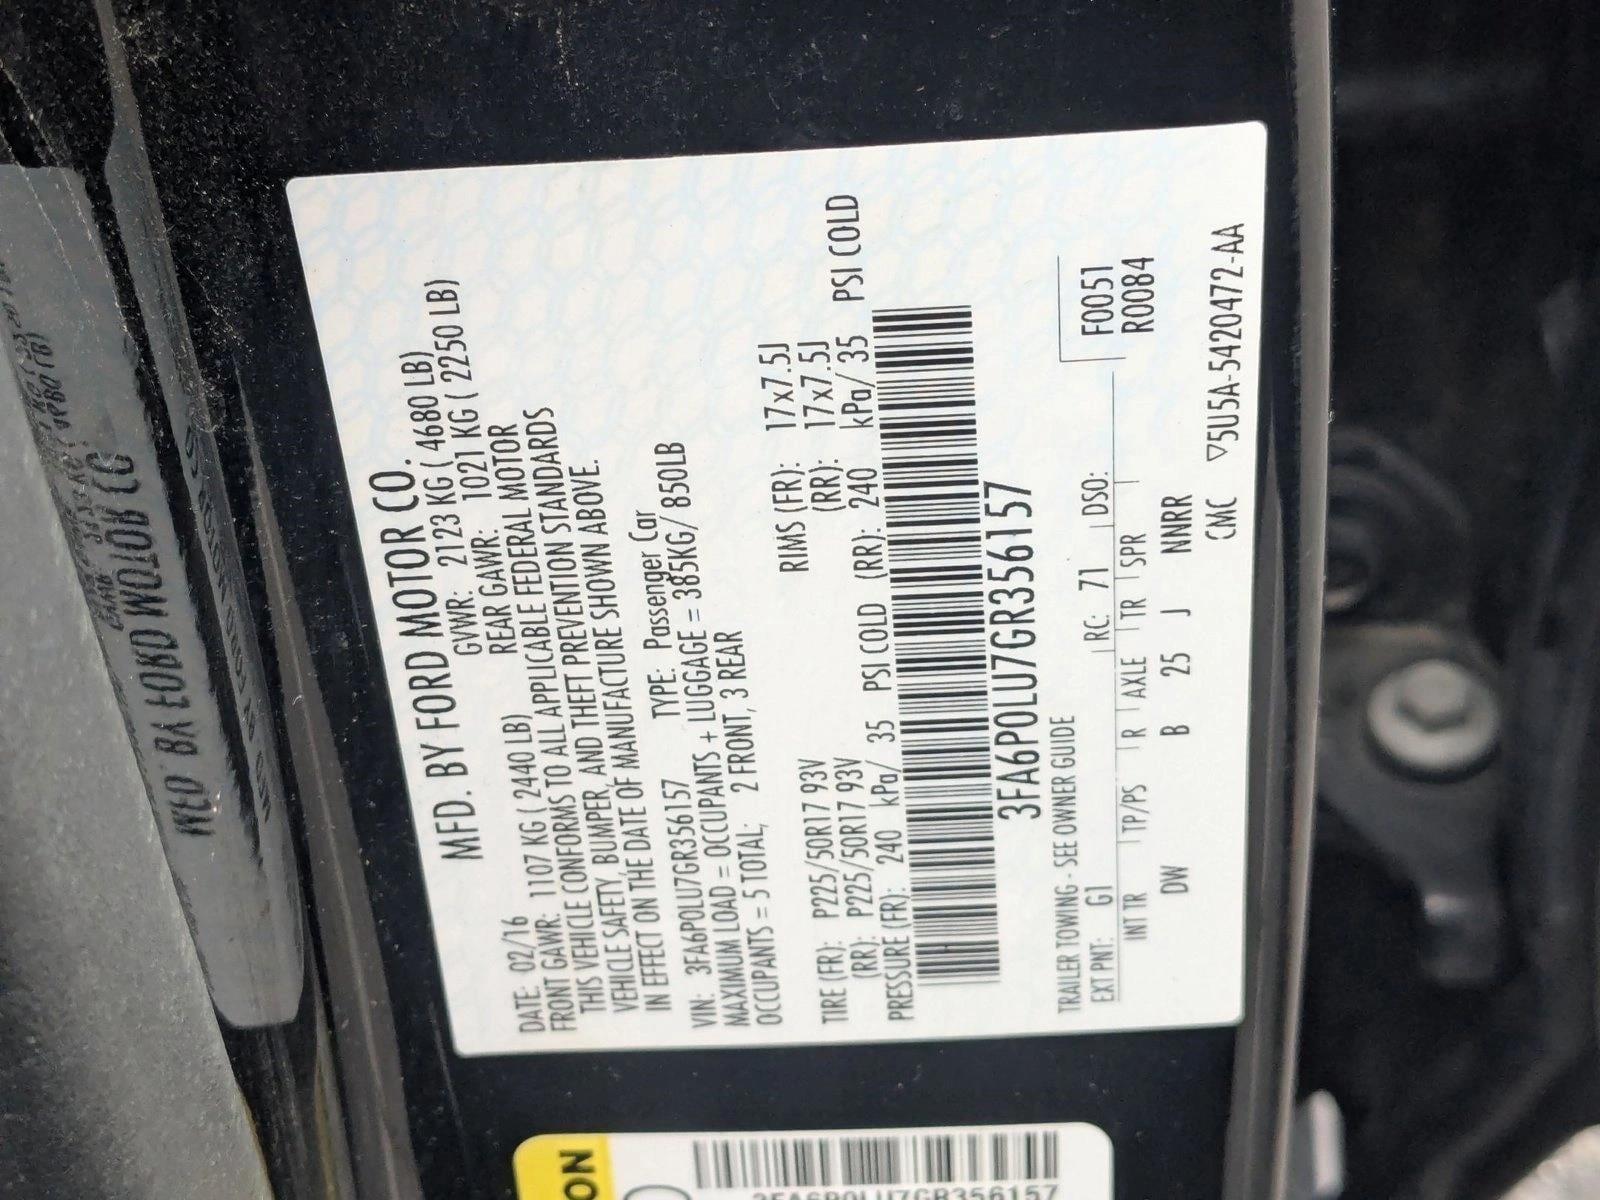 MFD. BY FORD MOTOR CO.
DATE: 02/16 GVWR: 2123 KG ( 4680 LB)
FRONT GAWR: 1107 KG ( 2440 LB) REAR GAWR: 1021 KG ( 2250 LB)
THIS VEHICLE CONFORMS TO ALL APPLICABLE FEDERAL MOTOR
VEHICLE SAFETY, BUMPER, AND THEFT PREVENTION STANDARDS
IN EFFECT ON THE DATE OF MANUFACTURE SHOWN ABOVE.
VIN: 3FA6P0LU7GR356157 TYPE: Passenger Car
MAXIMUM LOAD = OCCUPANTS + LUGGAGE = 385KG/ 850LB
OCCUPANTS = 5 TOTAL; 2 FRONT, 3 REAR
RIMS (FR): 17x7.5J
TIRE (FR): P225/50R17 93V (RR): 17x7.5J
(RR): P225/50R17 93V
PRESSURE (FR): 240 kPa/ 35 PSI COLD (RR): 240 kPa/ 35 PSI COLD
3FA6P0LU7GR356157
TRAILER TOWING - SEE OWNER GUIDE
EXT PNT: G1 RC: 71 DSO: F0051
R0084
INT TR TP/PS R AXLE TR SPR
DW B 25 J NNRR
CMC ▽5U5A-5420472-AA
ON
3FA6P0LU7GR356157
MFD. BY FORD MOTOR CO